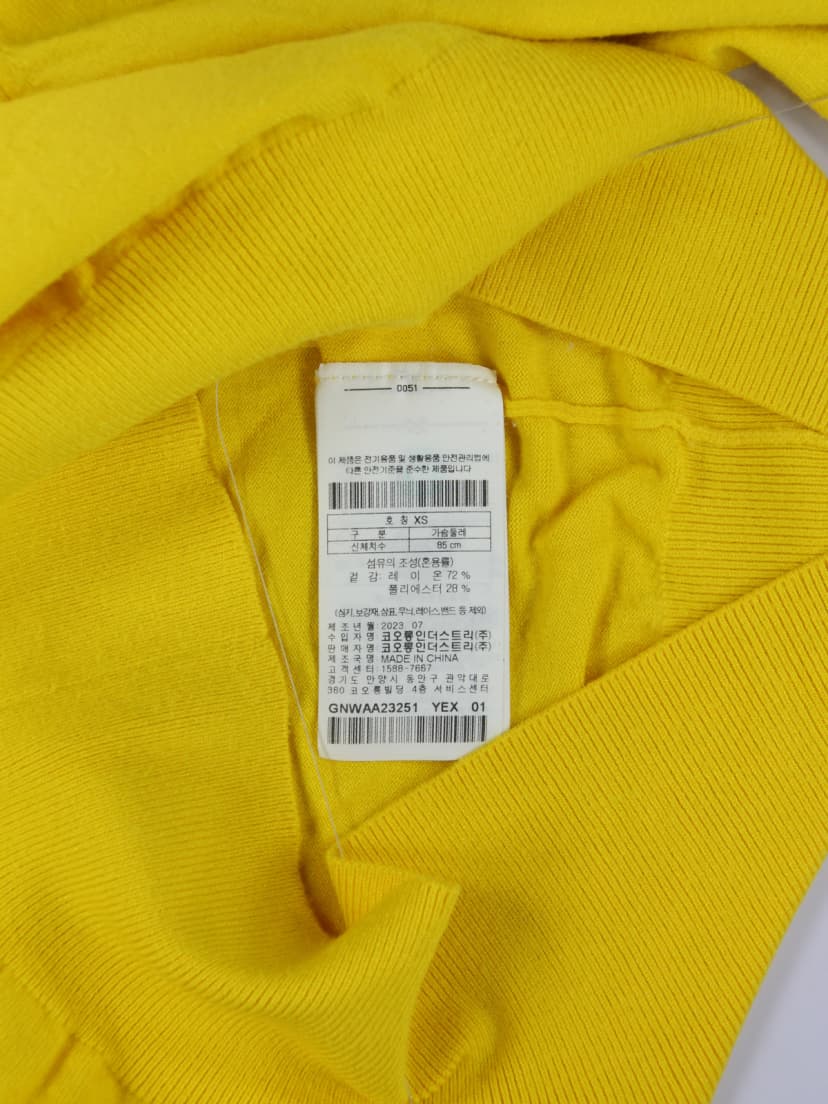 0051
이 제품은 전기용품 및 생활용품 안전관리법에
따른 안전기준을 준수한 제품입니다
호 칭 XS
구 분 가슴둘레
신체치수 85 cm
섬유의 조성(혼용률)
겉 감: 레 이 온 72 %
폴리에스터 28 %
(심지, 보강재, 상표, 무늬, 레이스, 밴드 등 제외)
제 조 년 월 2023. 07
수 입 자 명 코오롱인더스트리(주)
판 매 자 명 코오롱인더스트리(주)
제 조 국 명 MADE IN CHINA
고 객 센 터 : 1588-7667
경기도 안양시 동안구 관악대로
360 코오롱빌딩 4층 서비스센터
GNWAA23251 YEX 01